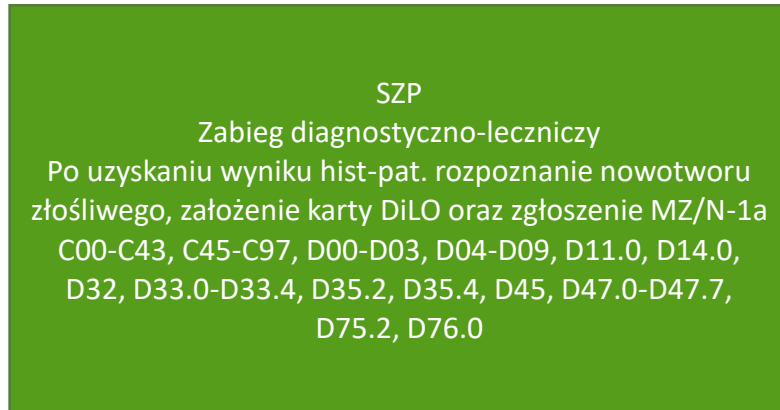 SZP
Zabieg diagnostyczno-leczniczy
Po uzyskaniu wyniku hist-pat. rozpoznanie nowotworu
złośliwego, założenie karty DiLO oraz zgłoszenie MZ/N-1a
C00-C43, C45-C97, D00-D03, D04-D09, D11.0, D14.0,
D32, D33.0-D33.4, D35.2, D35.4, D45, D47.0-D47.7,
D75.2, D76.0